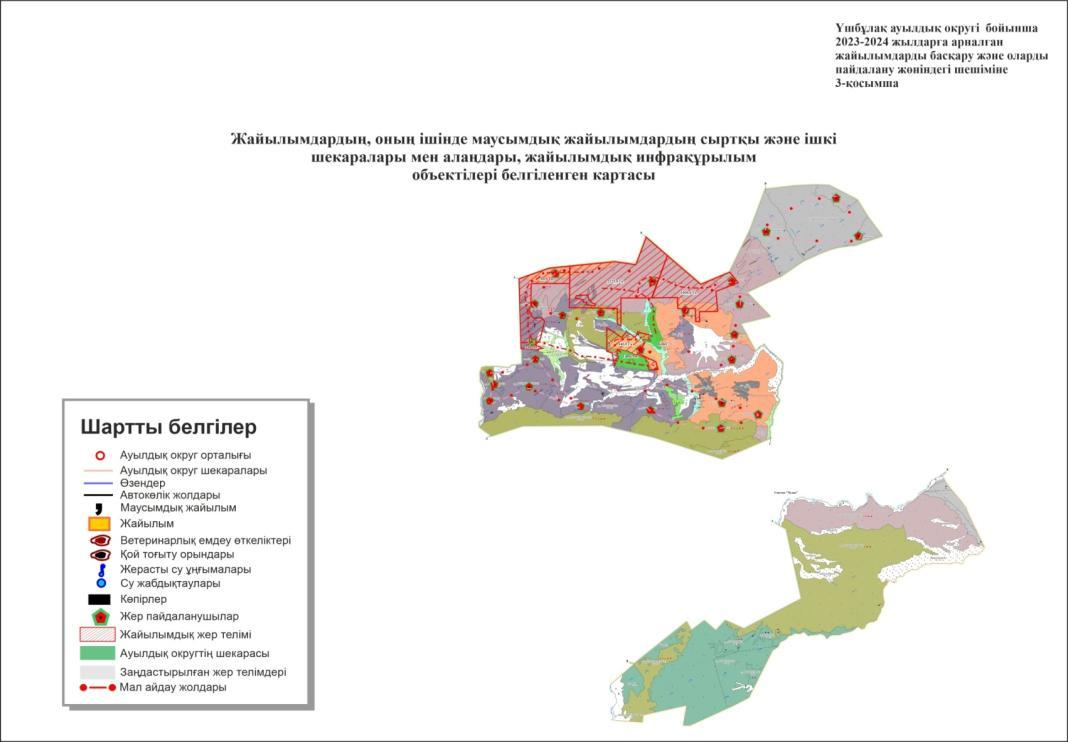 Үшбұлақ ауылдық округі бойынша
2023-2024 жылдарға арналған
жайылымдарды басқару және оларды
пайдалану жөніндегі шешіміне
3-қосымша
Жайылымдардың, оның ішінде маусымдық жайылымдардың сыртқы және ішкі
шекаралары мен алаңдары, жайылымдық инфрақұрылым
объектілері белгіленген картасы
Шартты белгілер
Ауылдық округ орталығы
Ауылдық округ шекаралары
Өзендер
Автокөлік жолдары
Маусымдық жайылым
Жайылым
Ветеринарлық емдеу өткеліктері
Қой тоғыту орындары
Жерасты су ұңғымалары
Су жабдықтаулары
Көпірлер
Жер пайдаланушылар
Жайылымдық жер телімі
Ауылдық округтің шекарасы
Заңдастырылған жер телімдері
Мал айдау жолдары